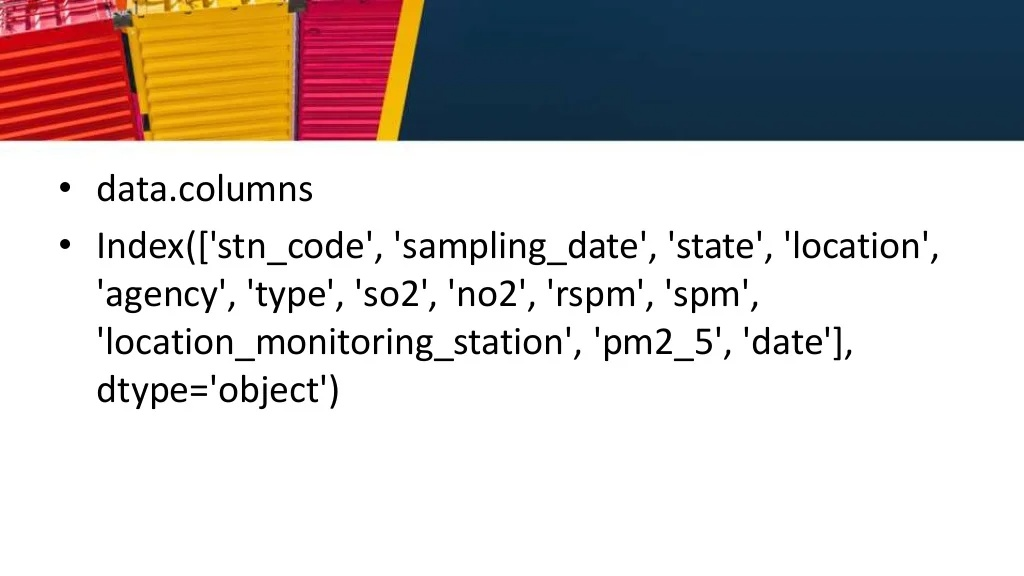 • data.columns
• Index(['stn_code', 'sampling_date', 'state', 'location',
'agency', 'type', 'so2', 'no2', 'rspm', 'spm',
'location_monitoring_station', 'pm2_5', 'date'],
dtype='object')